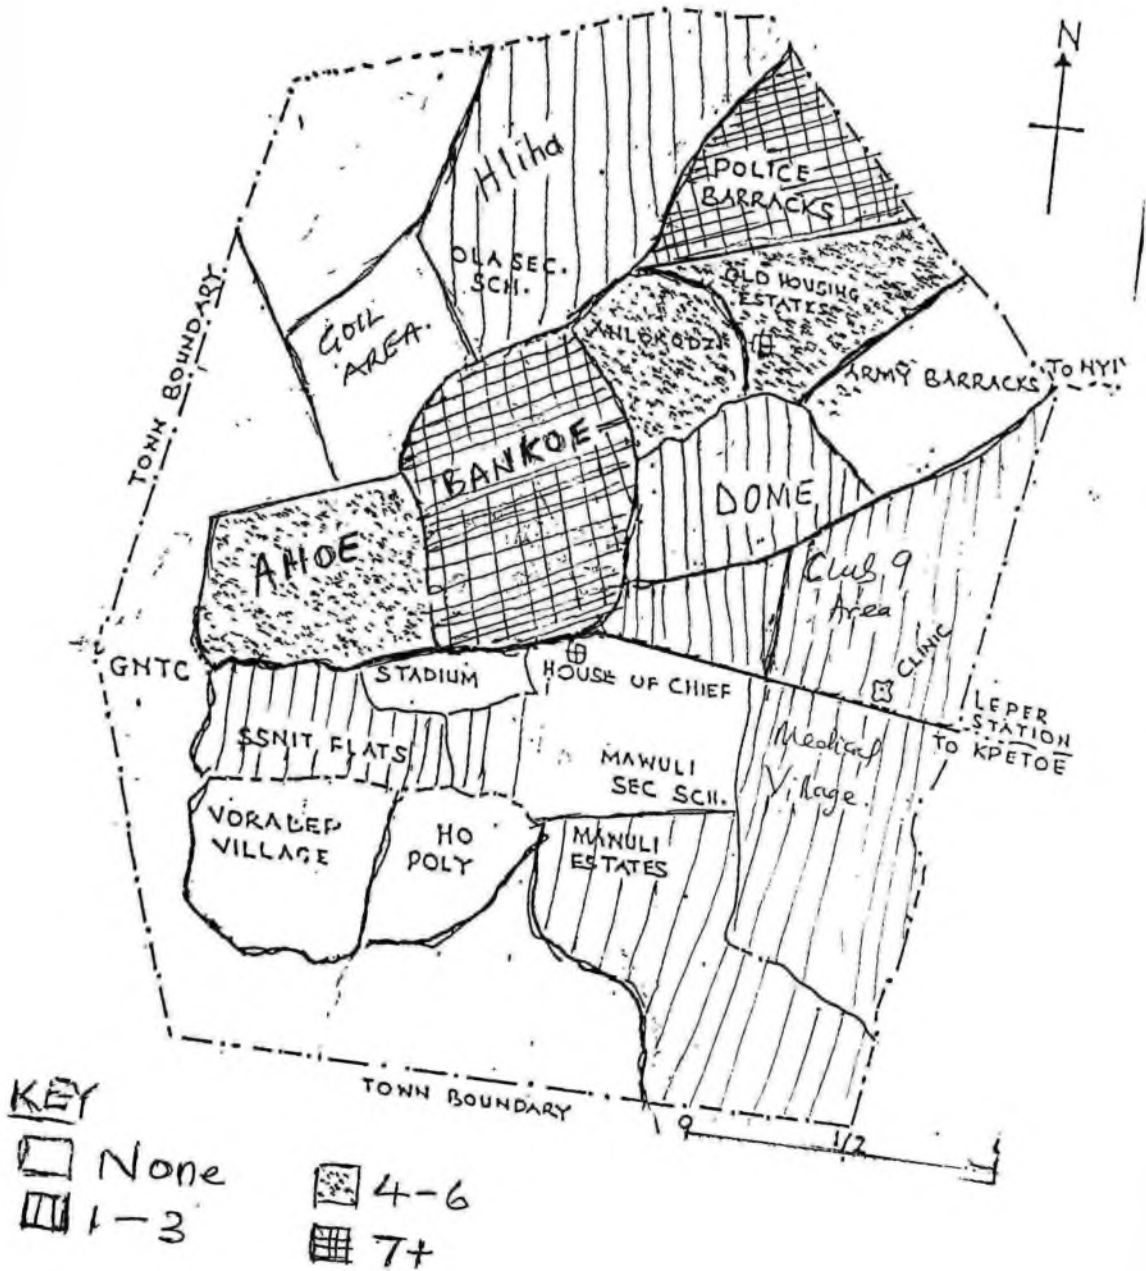 N
Hliha
POLICE
BARRACKS
OLA SEC.
SCH.
OLD HOUSING
ESTATES
GOIL
AREA.
ANLOKODZI
TOWN BOUNDARY
ARMY BARRACKS
BANKOE
DOME
AHOE
Club 9
Area
CLINIC
GNTC
STADIUM
HOUSE OF CHIEF
LEPER
STATION
TO KPETOE
SSNIT FLATS
MAWULI
SEC SCH.
Medical
Village
VORADEP
VILLAGE
HO
POLY
MAWULI
ESTATES
TOWN BOUNDARY
0
1/2
1
KEY
None
1-3
4-6
7+